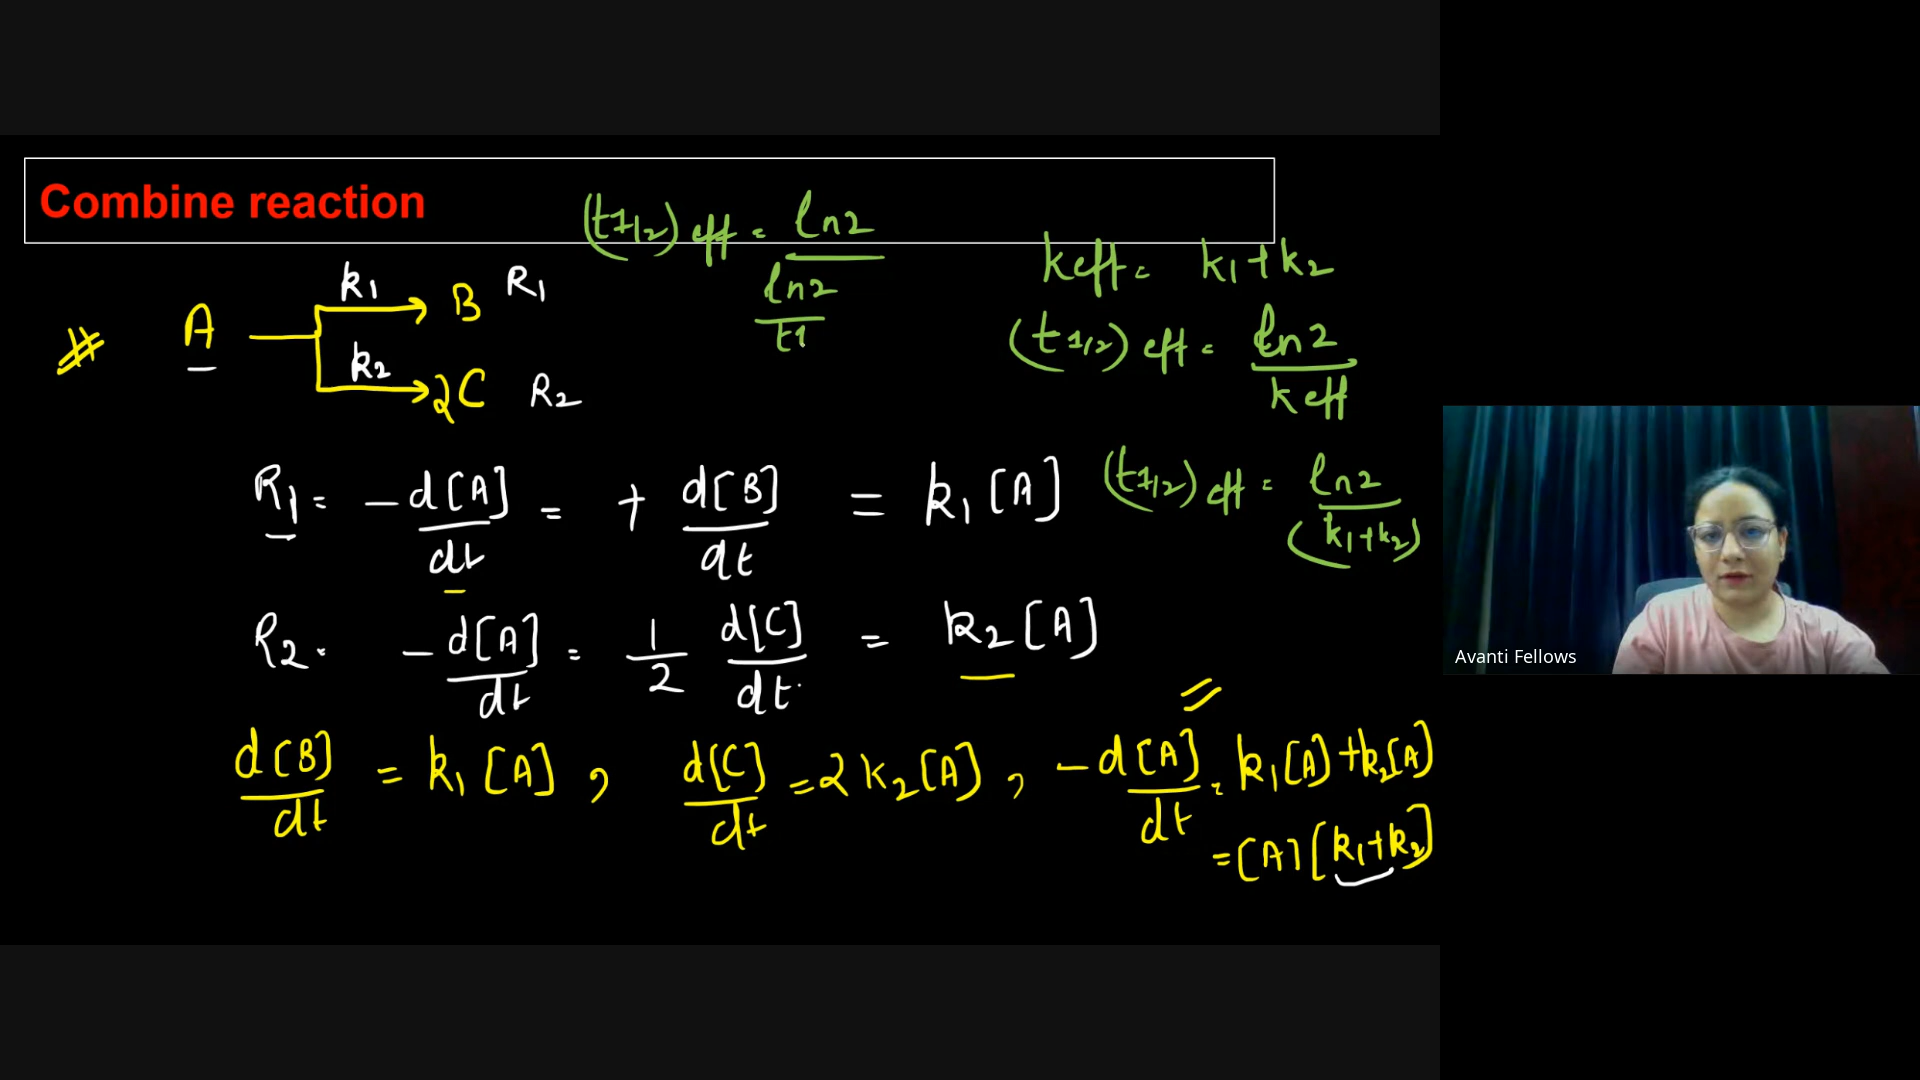 Combine reaction
(t1/2) eff = ln2 / (ln2 / t1
keff = k1+k2
(t1/2) eff = ln2 / keff
A k1 B R1
k2 2C R2
R1 = -d[A]/dt = + d[B]/dt = k1[A]
(t1/2) eff = ln2 / (k1+k2)
R2 = -d[A]/dt = 1/2 d[C]/dt = k2[A]
d[B]/dt = k1[A] , d[C]/dt = 2k2[A] , -d[A]/dt = k1[A]+k2[A]
= [A][k1+k2]
Avanti Fellows